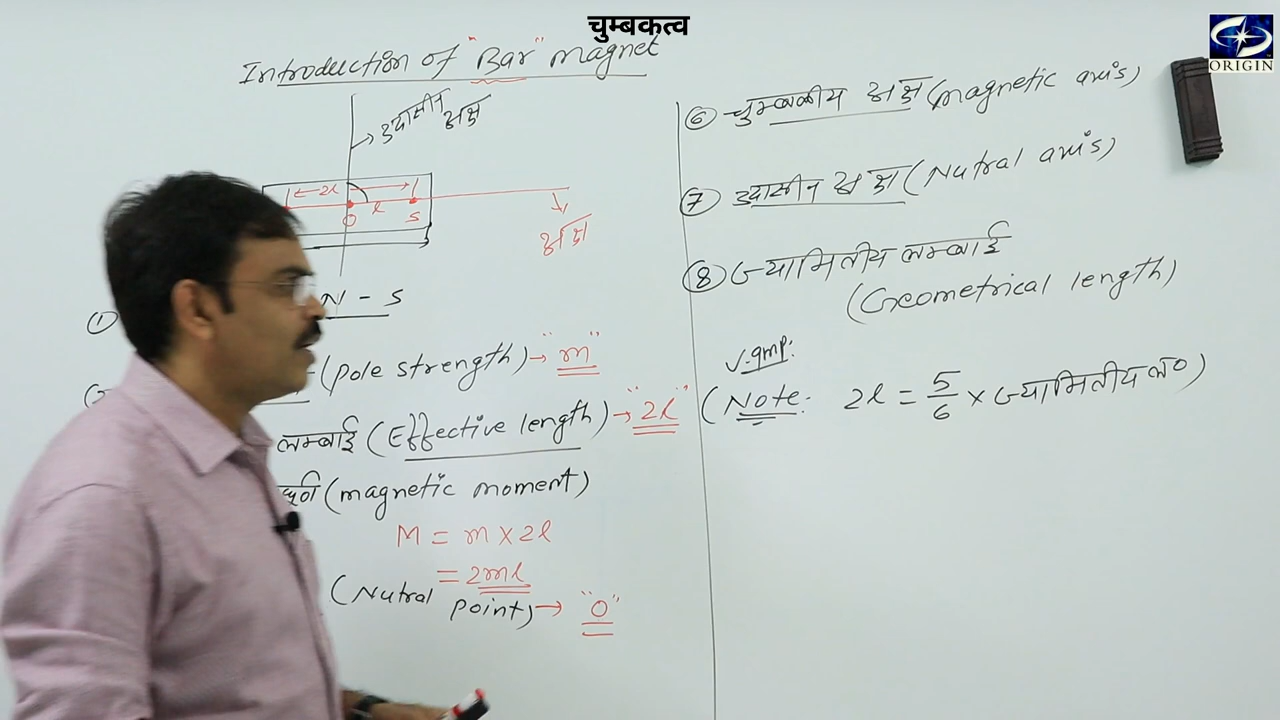 चुम्बकत्व
ORIGIN
Introduction of "Bar" magnet
उदासीन
अक्ष
2l
O
l
S
अक्ष
① N - S
(pole strength) → "m"
लम्बाई (Effective length) → "2l"
(magnetic moment)
M = m x 2l
= 2ml
(Nutral point) → "O"
⑥ चुम्बकीय अक्ष (magnetic axis)
⑦ उदासीन अक्ष (Nutral axis)
⑧ ज्यामितीय लम्बाई
(Geometrical length)
v.gmp:
(Note: 2l = 5/6 x ज्यामितीय ल०)